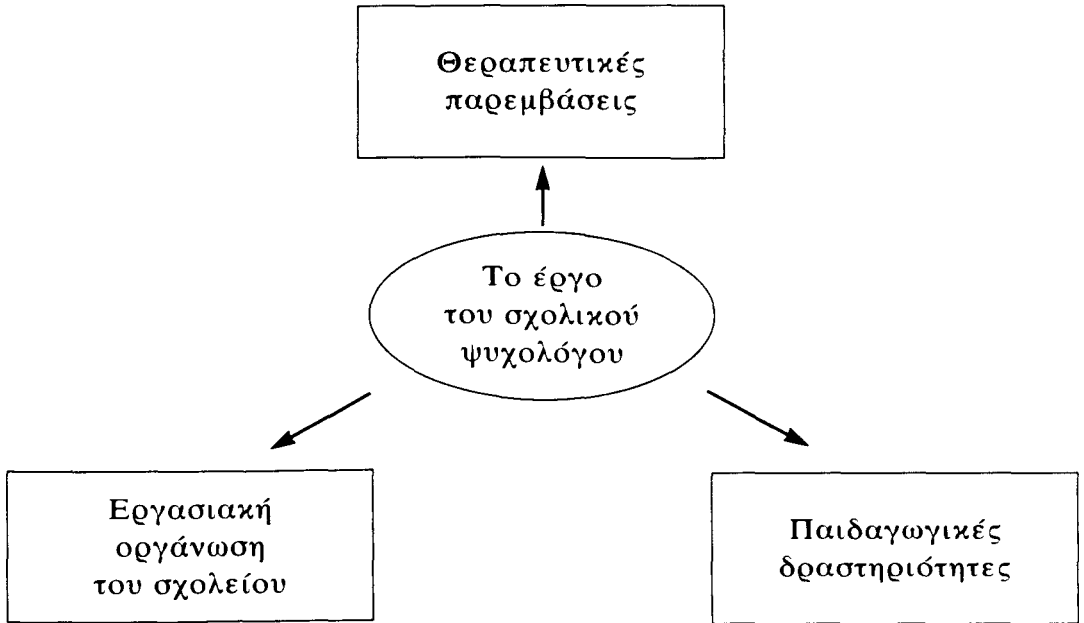 Θεραπευτικές
παρεμβάσεις
Το έργο
του σχολικού
ψυχολόγου
Εργασιακή
οργάνωση
του σχολείου
Παιδαγωγικές
δραστηριότητες